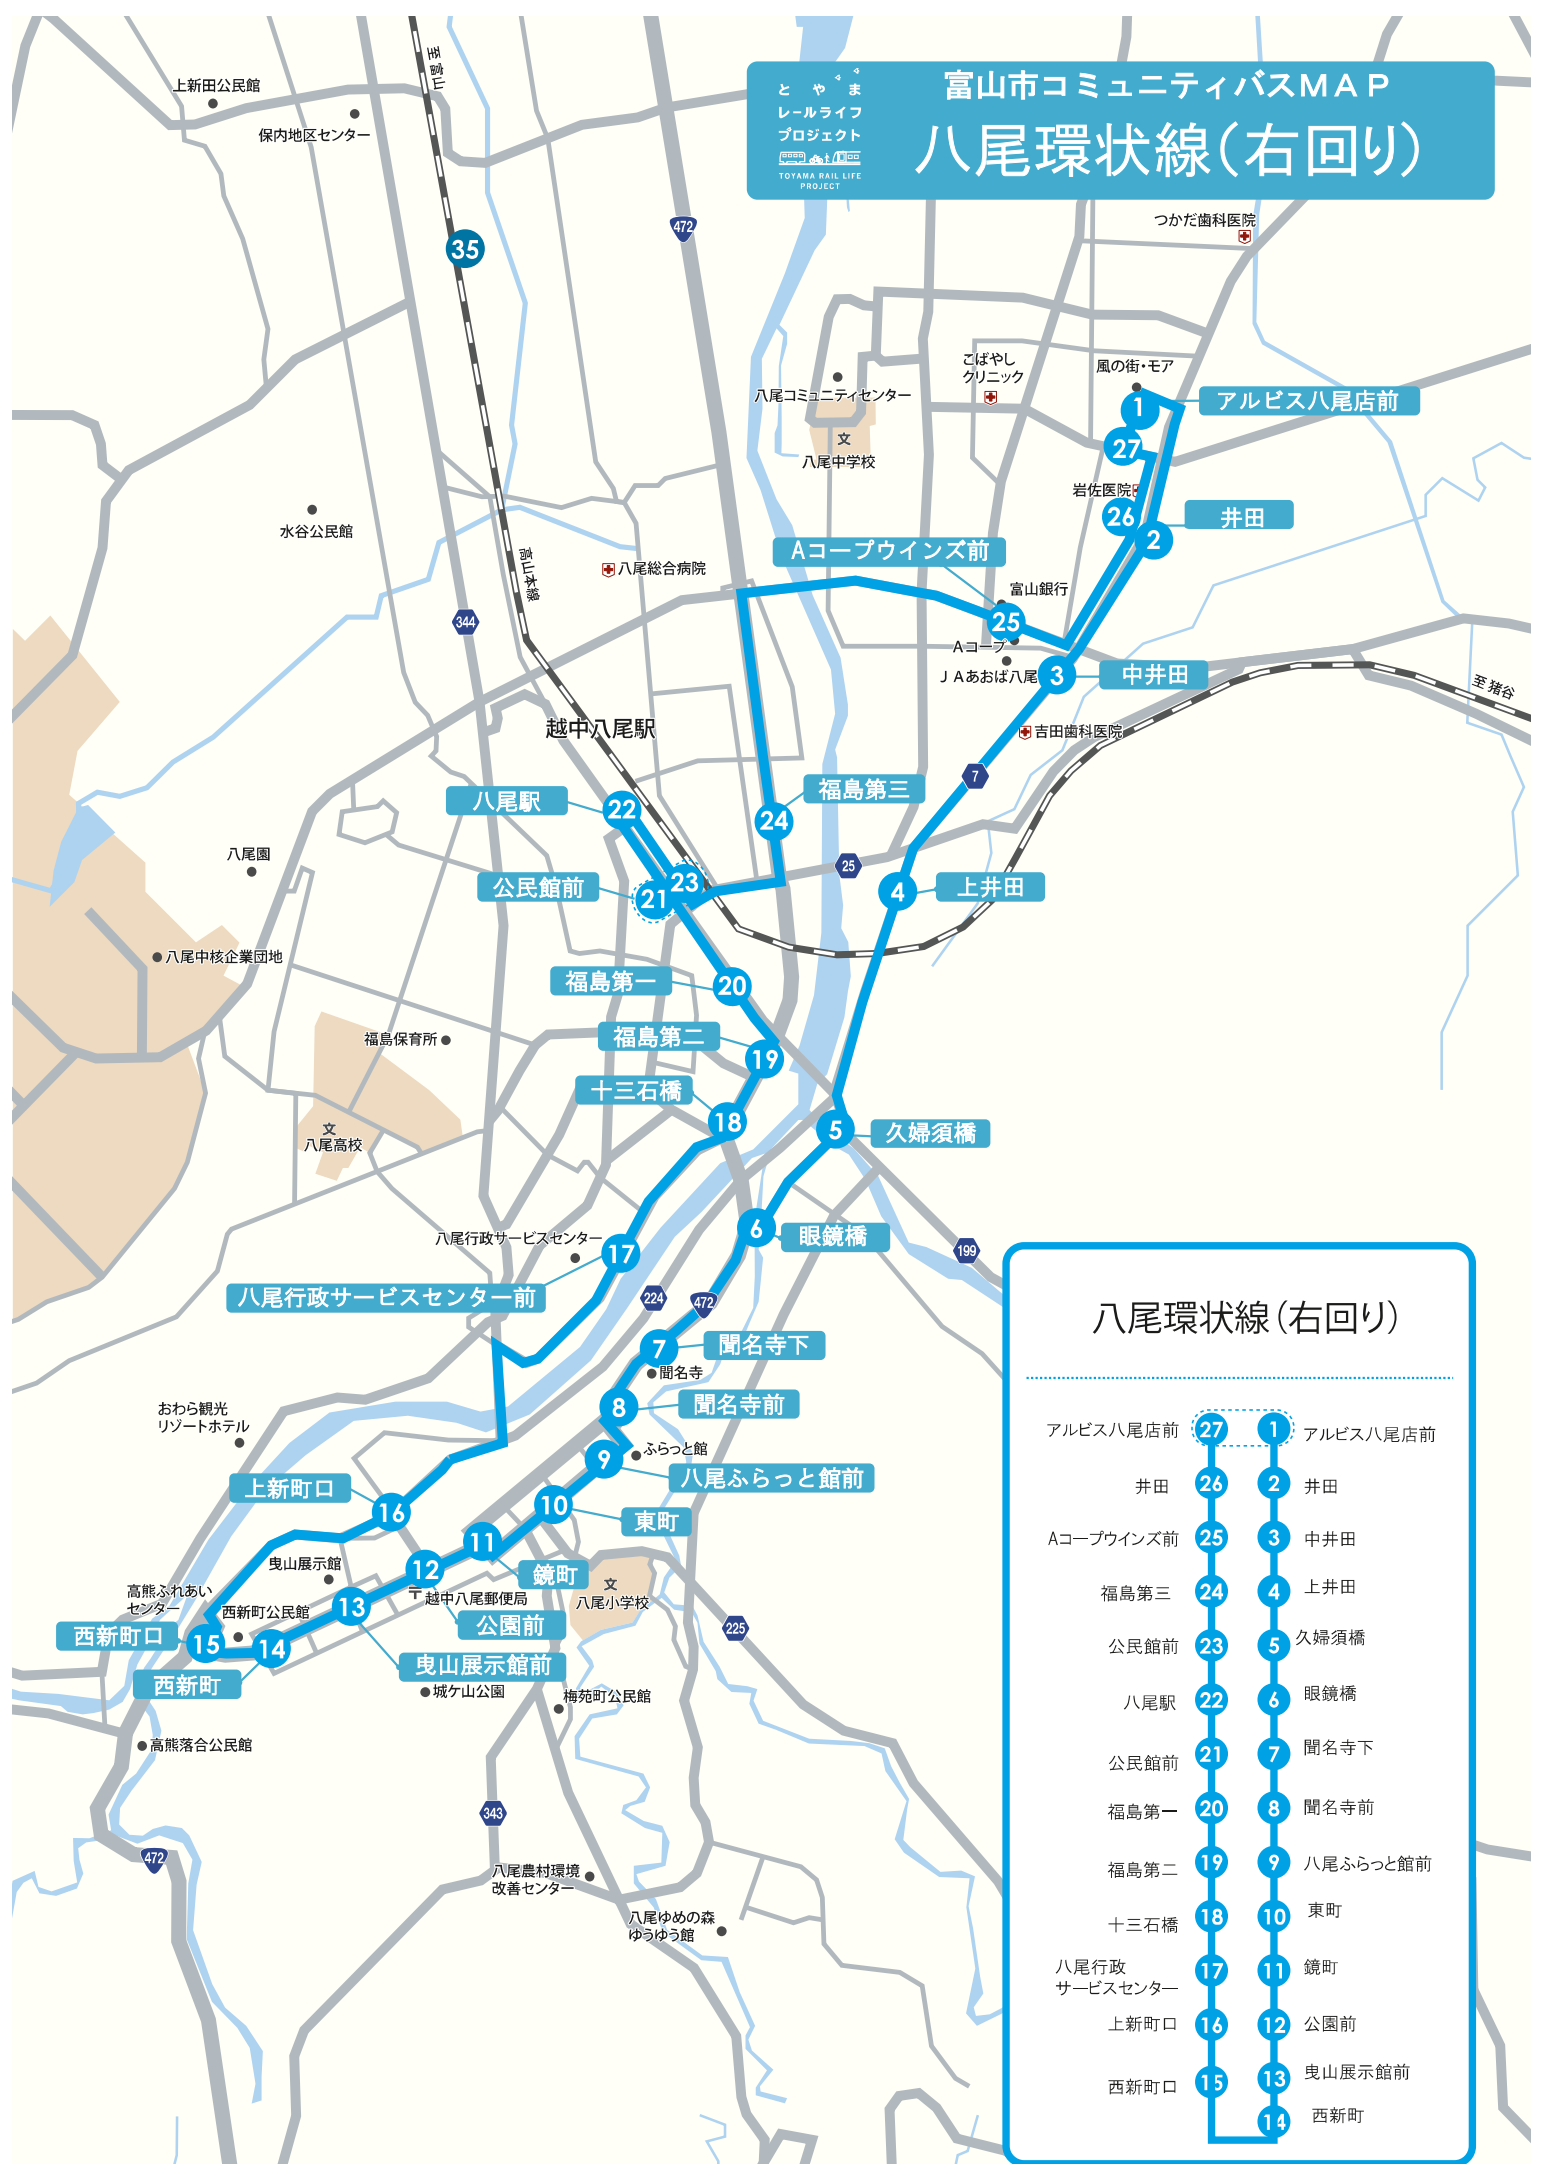 富山市コミュニティバスMAP
八尾環状線（右回り）
と や ま
レールライフ
プロジェクト
TOYAMA RAIL LIFE
PROJECT
至富山
上新田公民館
保内地区センター
35
472
つかだ歯科医院
こばやし
クリニック
風の街・モア
八尾コミュニティセンター
1
アルビス八尾店前
文
八尾中学校
27
岩佐医院
水谷公民館
26
井田
2
Aコープウインズ前
高山本線
八尾総合病院
富山銀行
344
25
Aコープ
JAあおば八尾
3
中井田
至猪谷
越中八尾駅
吉田歯科医院
7
八尾駅
22
福島第三
24
八尾園
25
公民館前
21
23
4
上井田
八尾中核企業団地
福島第一
20
福島保育所
福島第二
19
十三石橋
18
文
八尾高校
5
久婦須橋
八尾行政サービスセンター
17
6
眼鏡橋
199
八尾行政サービスセンター前
224
472
7
聞名寺下
聞名寺
8
聞名寺前
おわら観光
リゾートホテル
9
ふらっと館
八尾ふらっと館前
上新町口
16
10
東町
11
鏡町
曳山展示館
12
〒
越中八尾郵便局
文
八尾小学校
高熊ふれあい
センター
西新町公民館
13
公園前
225
西新町口
15
14
西新町
曳山展示館前
城ケ山公園
梅苑町公民館
高熊落合公民館
343
472
八尾農村環境
改善センター
八尾ゆめの森
ゆうゆう館
八尾環状線（右回り）
アルビス八尾店前 27 1 アルビス八尾店前
井田 26 2 井田
Aコープウインズ前 25 3 中井田
福島第三 24 4 上井田
公民館前 23 5 久婦須橋
八尾駅 22 6 眼鏡橋
公民館前 21 7 聞名寺下
福島第一 20 8 聞名寺前
福島第二 19 9 八尾ふらっと館前
十三石橋 18 10 東町
八尾行政
サービスセンター 17 11 鏡町
上新町口 16 12 公園前
西新町口 15 13 曳山展示館前
14 西新町